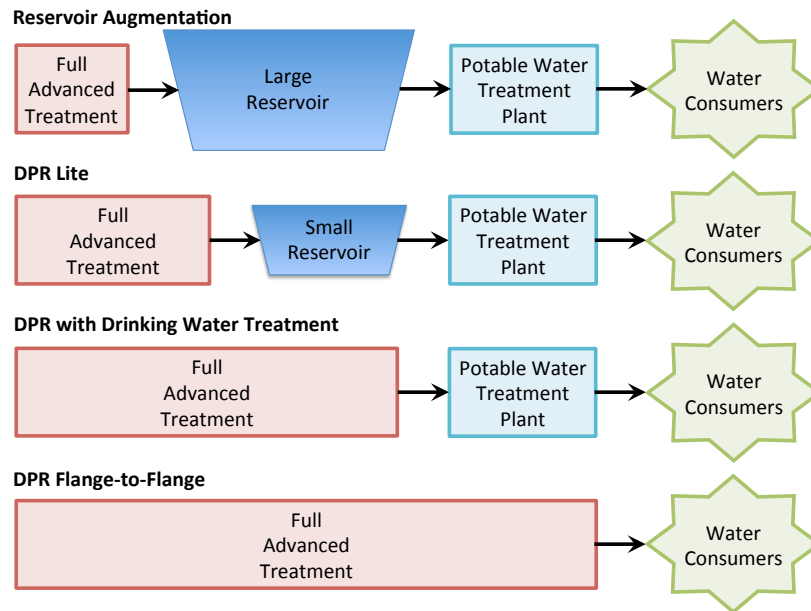 Reservoir Augmentation
Full
Advanced
Treatment
Large
Reservoir
Potable Water
Treatment
Plant
Water
Consumers
DPR Lite
Full
Advanced
Treatment
Small
Reservoir
Potable Water
Treatment
Plant
Water
Consumers
DPR with Drinking Water Treatment
Full
Advanced
Treatment
Potable Water
Treatment
Plant
Water
Consumers
DPR Flange-to-Flange
Full
Advanced
Treatment
Water
Consumers